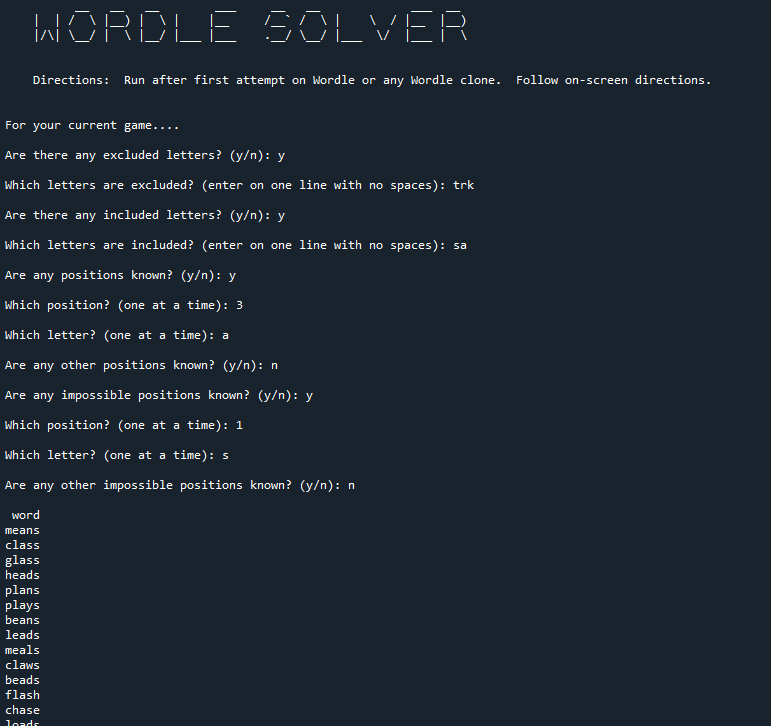 WORDLE SOLVER
Directions:  Run after first attempt on Wordle or any Wordle clone.  Follow on-screen directions.
For your current game....
Are there any excluded letters? (y/n): y
Which letters are excluded? (enter on one line with no spaces): trk
Are there any included letters? (y/n): y
Which letters are included? (enter on one line with no spaces): sa
Are any positions known? (y/n): y
Which position? (one at a time): 3
Which letter? (one at a time): a
Are any other positions known? (y/n): n
Are any impossible positions known? (y/n): y
Which position? (one at a time): 1
Which letter? (one at a time): s
Are any other impossible positions known? (y/n): n
word
means
class
glass
heads
plans
plays
beans
leads
meals
claws
beads
flash
chase
loads